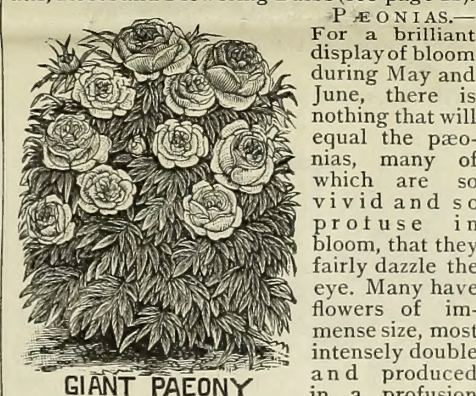 PÆONIAS.—
For a brilliant
display of bloom
during May and
June, there is
nothing that will
equal the pæo-
nias, many of
which are so
vivid and so
profuse in
bloom, that they
fairly dazzle the
eye. Many have
flowers of im-
mense size, most
intensely double
and produced
in a profusion
GIANT PAEONY